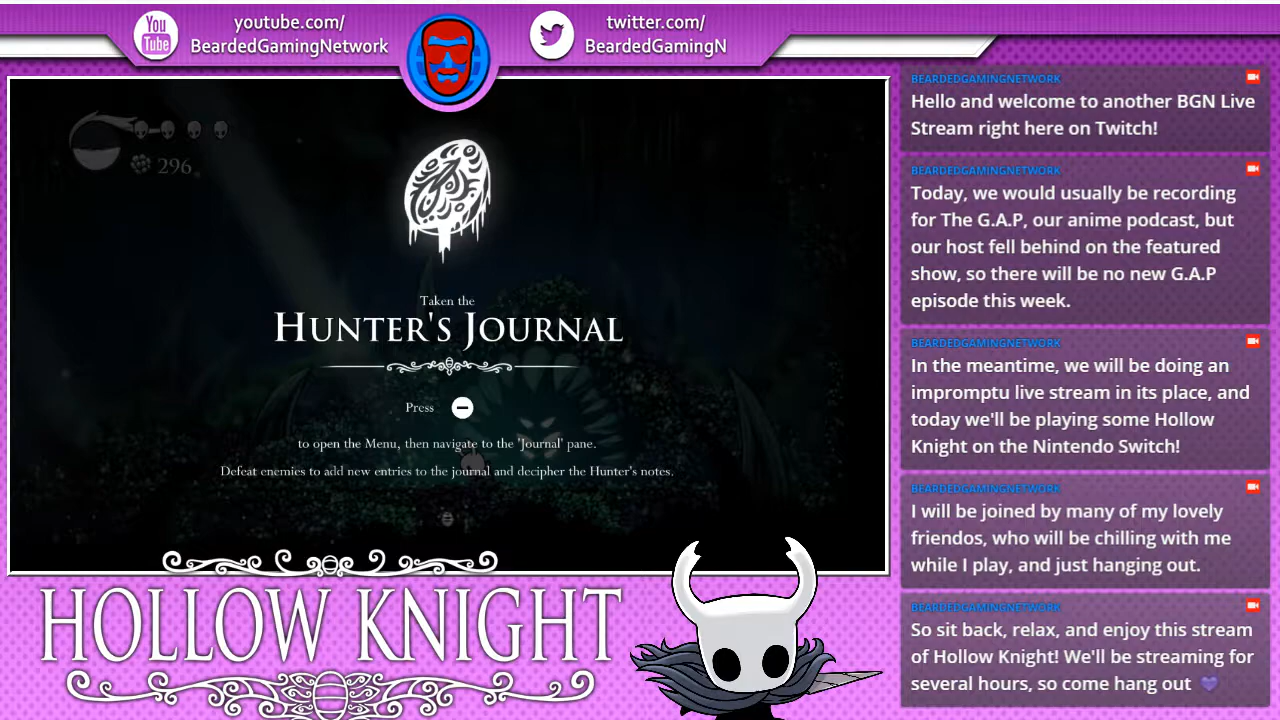 You
Tube
youtube.com/
BeardedGamingNetwork
twitter.com/
BeardedGamingN
296
Taken the
HUNTER'S JOURNAL
Press
to open the Menu, then navigate to the 'Journal' pane.
Defeat enemies to add new entries to the journal and decipher the Hunter's notes.
HOLLOW KNIGHT
BEARDEDGAMINGNETWORK
Hello and welcome to another BGN Live
Stream right here on Twitch!
BEARDEDGAMINGNETWORK
Today, we would usually be recording
for The G.A.P, our anime podcast, but
our host fell behind on the featured
show, so there will be no new G.A.P
episode this week.
BEARDEDGAMINGNETWORK
In the meantime, we will be doing an
impromptu live stream in its place, and
today we'll be playing some Hollow
Knight on the Nintendo Switch!
BEARDEDGAMINGNETWORK
I will be joined by many of my lovely
friendos, who will be chilling with me
while I play, and just hanging out.
BEARDEDGAMINGNETWORK
So sit back, relax, and enjoy this stream
of Hollow Knight! We'll be streaming for
several hours, so come hang out 💜